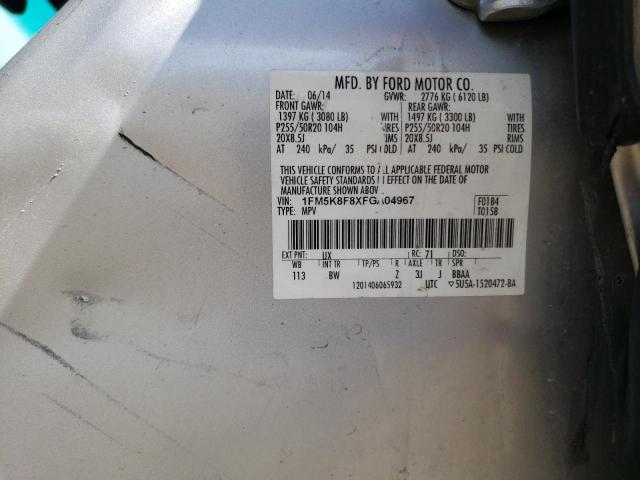 MFD. BY FORD MOTOR CO.
DATE: 06/14 GVWR: 2776 KG ( 6120 LB)
FRONT GAWR: REAR GAWR:
1397 KG ( 3080 LB) WITH 1497 KG ( 3300 LB) WITH
P255/50R20 104H TIRES P255/50R20 104H TIRES
20X8.5J RIMS 20X8.5J RIMS
AT 240 kPa/ 35 PSI COLD AT 240 kPa/ 35 PSI COLD
THIS VEHICLE CONFORMS TO ALL APPLICABLE FEDERAL MOTOR
VEHICLE SAFETY STANDARDS IN EFFECT ON THE DATE OF
MANUFACTURE SHOWN ABOVE
VIN: 1FM5K8F8XFG 04967 F0184
TYPE: MPV T0158
EXT PNT: UX RC: 71 DSO:
WB INT TR TP/PS R AXLE TR SPR
113 BW Z 3J J BBAA
1201406065932 UTC ▽5U5A-1520472-BA